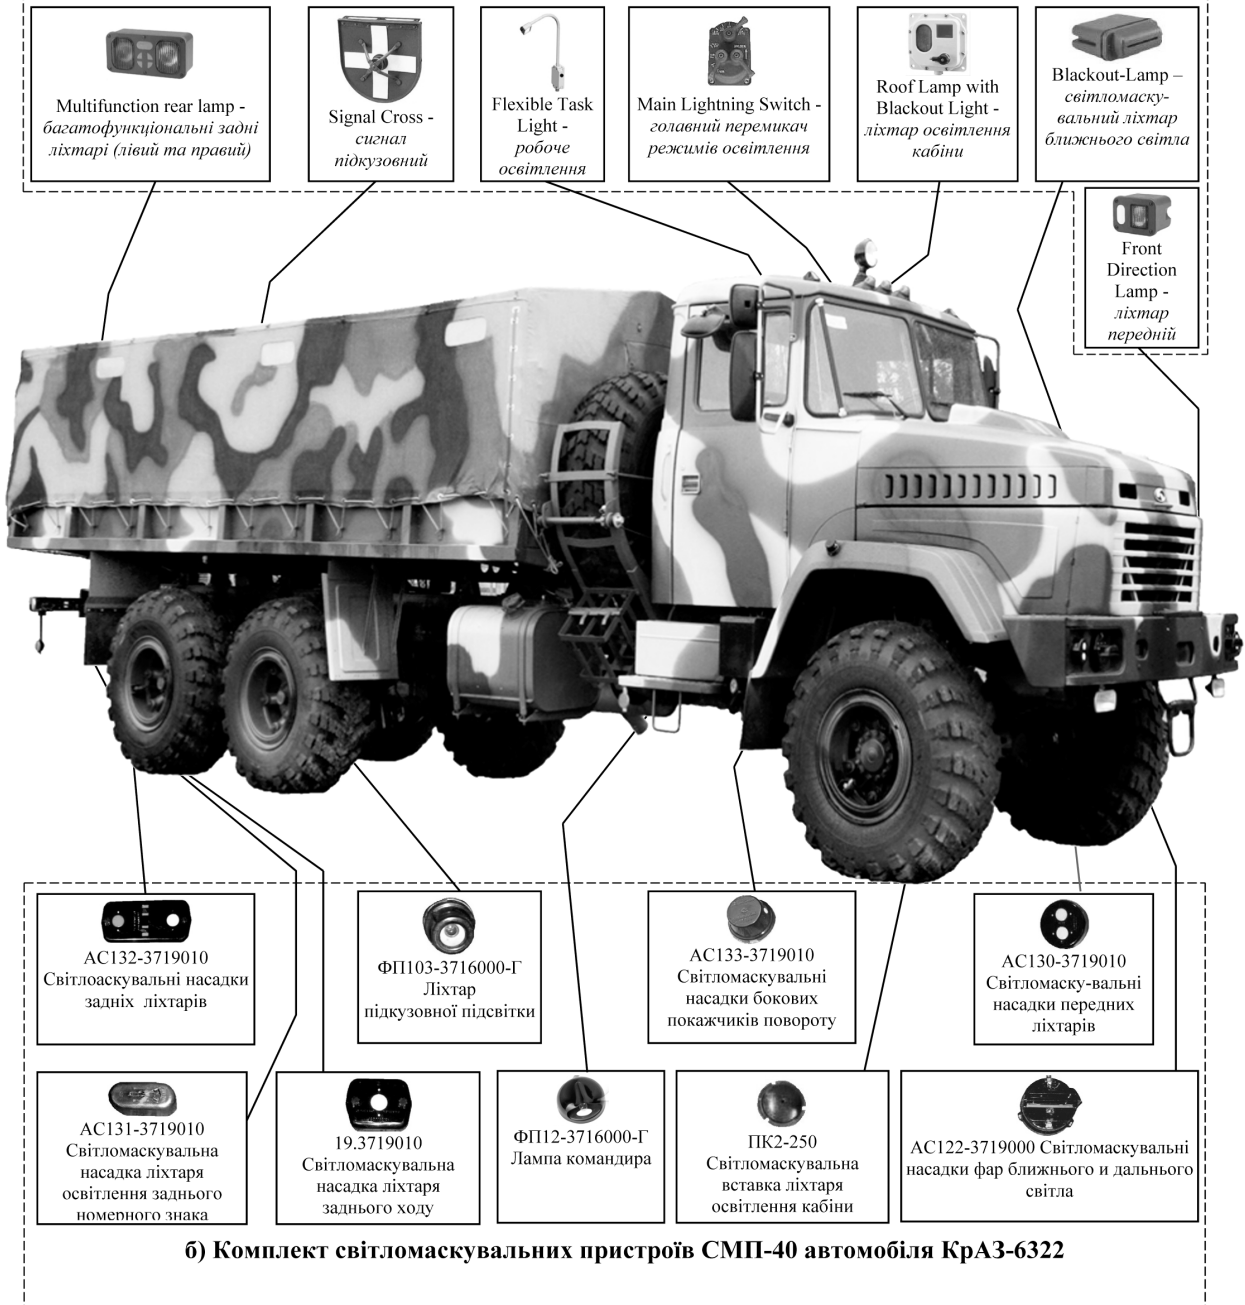 Multifunction rear lamp -
багатофункціональні задні
ліхтарі (лівий та правий)
Signal Cross -
сигнал
підкузовний
Flexible Task
Light -
робоче
освітлення
Main Lightning Switch -
голавний перемикач
режимів освітлення
Roof Lamp with
Blackout Light -
ліхтар освітлення
кабіни
Blackout-Lamp –
світломаску-
вальний ліхтар
ближнього світла
Front
Direction
Lamp -
ліхтар
передній
АС132-3719010
Світлоаскувальні насадки
задніх ліхтарів
ФП103-3716000-Г
Ліхтар
підкузовної підсвітки
АС133-3719010
Світломаскувальні
насадки бокових
покажчиків повороту
АС130-3719010
Світломаску-вальні
насадки передних
ліхтарів
АС131-3719010
Світломаскувальна
насадка ліхтаря
освітлення заднього
номерного знака
19.3719010
Світломаскувальна
насадка ліхтаря
заднього ходу
ФП12-3716000-Г
Лампа командира
ПК2-250
Світломаскувальна
вставка ліхтаря
освітлення кабіни
АС122-3719000 Світломаскувальні
насадки фар ближнього и дальнього
світла
б) Комплект світломаскувальних пристроїв СМП-40 автомобіля КрАЗ-6322